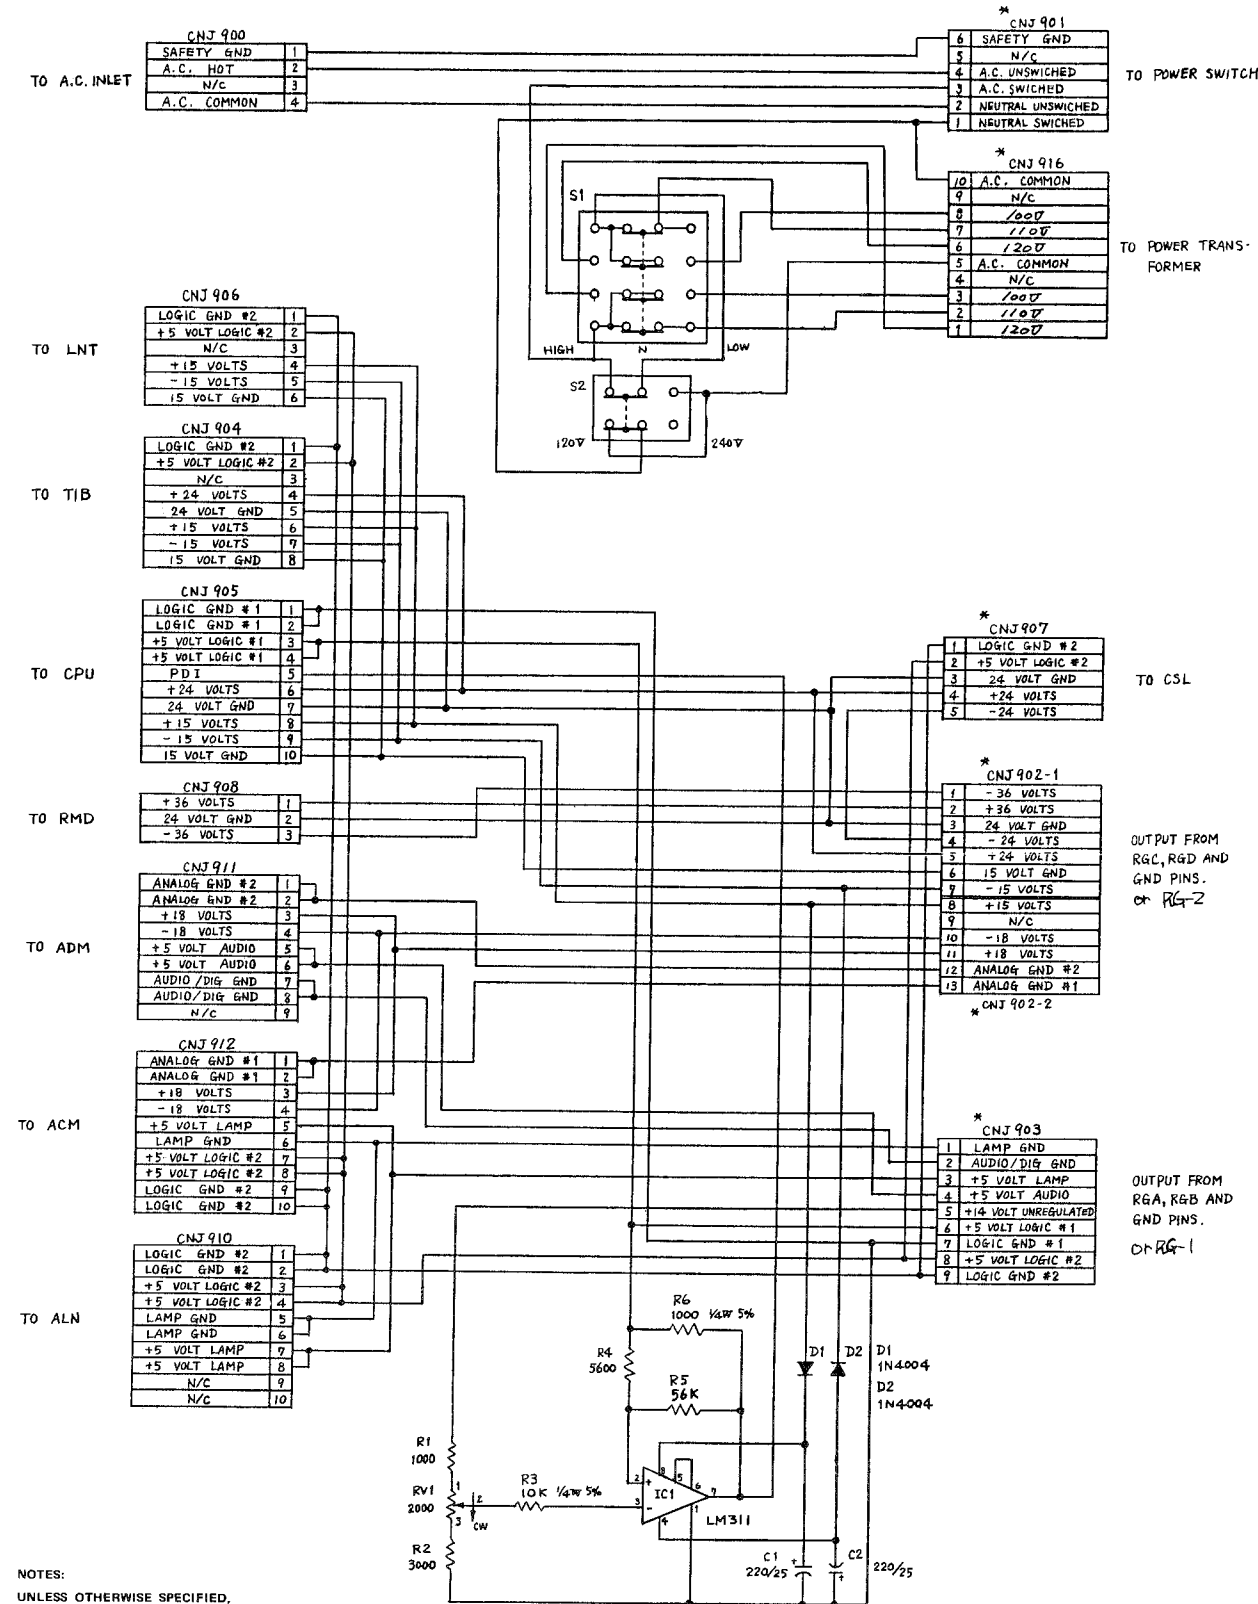 CNJ 900
TO A.C. INLET
SAFETY GND 1
A.C. HOT 2
N/C 3
A.C. COMMON 4
* CNJ 901
6 SAFETY GND
5 N/C
4 A.C. UNSWICHED
3 A.C. SWICHED
2 NEUTRAL UNSWICHED
1 NEUTRAL SWICHED
TO POWER SWITCH
* CNJ 916
10 A.C. COMMON
9 N/C
8 100V
7 110V
6 120V
5 A.C. COMMON
4 N/C
3 100V
2 110V
1 120V
TO POWER TRANS-
FORMER
S1
HIGH N LOW
S2
120V 240V
CNJ 906
TO LNT
LOGIC GND #2 1
+5 VOLT LOGIC #2 2
N/C 3
+15 VOLTS 4
-15 VOLTS 5
15 VOLT GND 6
CNJ 904
TO TIB
LOGIC GND #2 1
+5 VOLT LOGIC #2 2
N/C 3
+24 VOLTS 4
24 VOLT GND 5
+15 VOLTS 6
-15 VOLTS 7
15 VOLT GND 8
CNJ 905
TO CPU
LOGIC GND #1 1
LOGIC GND #1 2
+5 VOLT LOGIC #1 3
+5 VOLT LOGIC #1 4
PDI 5
+24 VOLTS 6
24 VOLT GND 7
+15 VOLTS 8
-15 VOLTS 9
15 VOLT GND 10
* CNJ907
1 LOGIC GND #2
2 +5 VOLT LOGIC #2
3 24 VOLT GND
4 +24 VOLTS
5 -24 VOLTS
TO CSL
CNJ 908
TO RMD
+36 VOLTS 1
24 VOLT GND 2
-36 VOLTS 3
* CNJ902-1
1 -36 VOLTS
2 +36 VOLTS
3 24 VOLT GND
4 -24 VOLTS
5 +24 VOLTS
6 15 VOLT GND
7 -15 VOLTS
8 +15 VOLTS
9 N/C
10 -18 VOLTS
11 +18 VOLTS
12 ANALOG GND #2
13 ANALOG GND #1
* CNJ 902-2
OUTPUT FROM
RGC, RGD AND
GND PINS.
or RG-2
CNJ 911
TO ADM
ANALOG GND #2 1
ANALOG GND #2 2
+18 VOLTS 3
-18 VOLTS 4
+5 VOLT AUDIO 5
+5 VOLT AUDIO 6
AUDIO/DIG GND 7
AUDIO/DIG GND 8
N/C 9
CNJ 912
TO ACM
ANALOG GND #1 1
ANALOG GND #1 2
+18 VOLTS 3
-18 VOLTS 4
+5 VOLT LAMP 5
LAMP GND 6
+5 VOLT LOGIC #2 7
+5 VOLT LOGIC #2 8
LOGIC GND #2 9
LOGIC GND #2 10
* CNJ 903
1 LAMP GND
2 AUDIO/DIG GND
3 +5 VOLT LAMP
4 +5 VOLT AUDIO
5 +14 VOLT UNREGULATED
6 +5 VOLT LOGIC #1
7 LOGIC GND #1
8 +5 VOLT LOGIC #2
9 LOGIC GND #2
OUTPUT FROM
RGA, RGB AND
GND PINS.
or RG-1
CNJ 910
TO ALN
LOGIC GND #2 1
LOGIC GND #2 2
+5 VOLT LOGIC #2 3
+5 VOLT LOGIC #2 4
LAMP GND 5
LAMP GND 6
+5 VOLT LAMP 7
+5 VOLT LAMP 8
N/C 9
N/C 10
R6
1000 1/4W 5%
R4
5600
R5
56K
D1 D2
D1
1N4004
D2
1N4004
R1
1000
RV1
2000
1
2
3
CW
R2
3000
R3
10K 1/4W 5%
2 +
3 -
8 5 6
7
1
4
IC1
LM311
C1
220/25
+
C2
220/25
+
NOTES:
UNLESS OTHERWISE SPECIFIED,